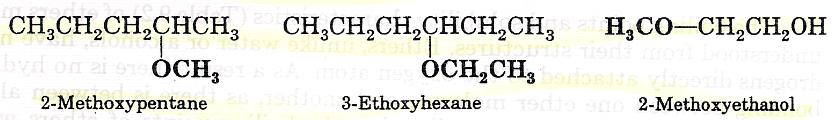 CH₃CH₂CH₂CHCH₃ CH₃CH₂CH₂CHCH₂CH₃ H₃CO—CH₂CH₂OH
OCH₃ OCH₂CH₃
2-Methoxypentane 3-Ethoxyhexane 2-Methoxyethanol